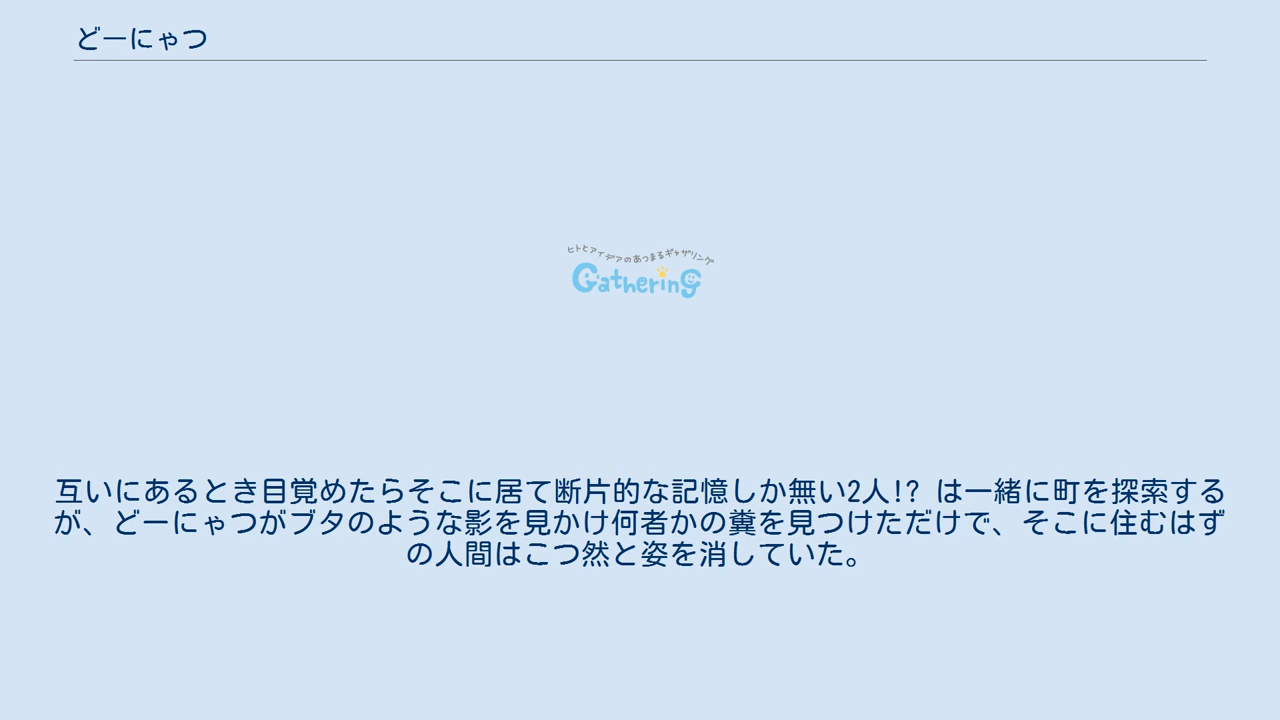 どーにゃつ
ヒトとアイデアのあつまるギャザリング
Gathering
互いにあるとき目覚めたらそこに居て断片的な記憶しか無い2人!? は一緒に町を探索する
が、どーにゃつがブタのような影を見かけ何者かの糞を見つけただけで、そこに住むはず
の人間はこつ然と姿を消していた。